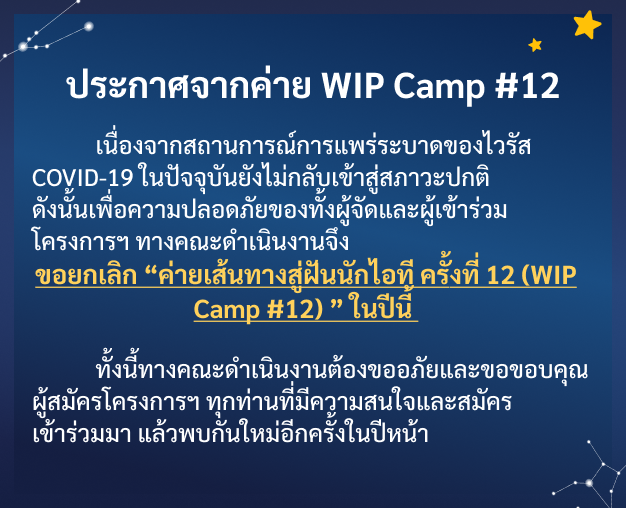 ประกาศจากค่าย WIP Camp #12
เนื่องจากสถานการณ์การแพร่ระบาดของไวรัส
COVID-19 ในปัจจุบันยังไม่กลับเข้าสู่สภาวะปกติ
ดังนั้นเพื่อความปลอดภัยของทั้งผู้จัดและผู้เข้าร่วม
โครงการฯ ทางคณะดำเนินงานจึง
ขอยกเลิก “ค่ายเส้นทางสู่ฝันนักไอที ครั้งที่ 12 (WIP
Camp #12) ” ในปีนี้
ทั้งนี้ทางคณะดำเนินงานต้องขออภัยและขอขอบคุณ
ผู้สมัครโครงการฯ ทุกท่านที่มีความสนใจและสมัคร
เข้าร่วมมา แล้วพบกันใหม่อีกครั้งในปีหน้า